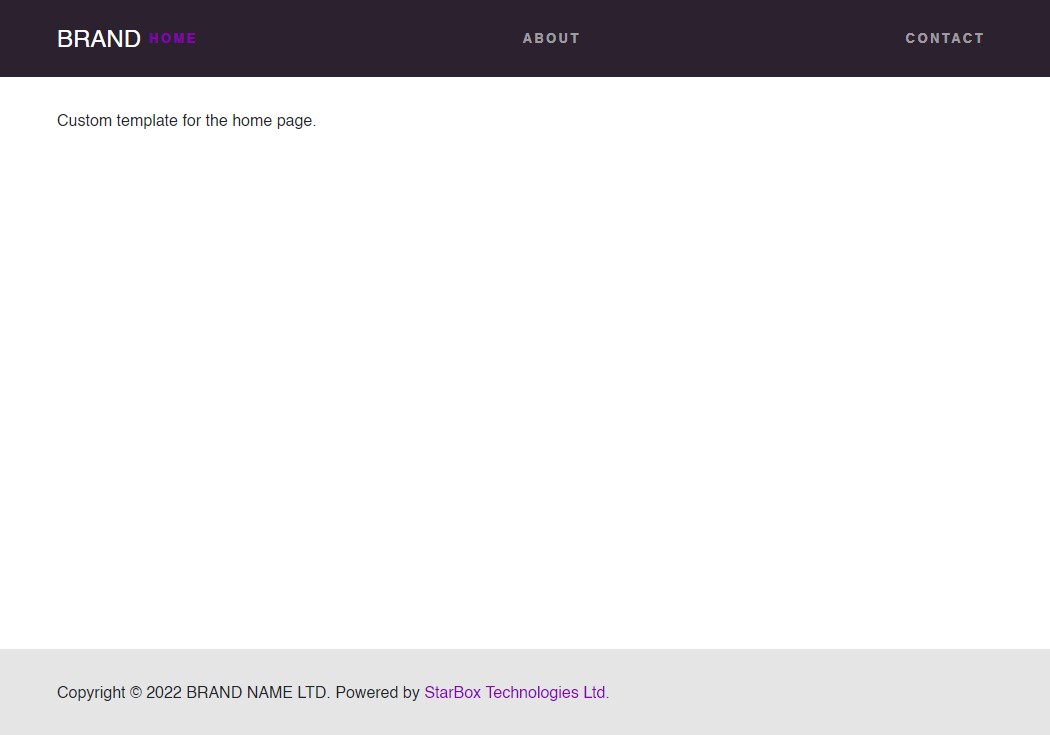 BRAND HOME ABOUT CONTACT
Custom template for the home page.
Copyright © 2022 BRAND NAME LTD. Powered by StarBox Technologies Ltd.